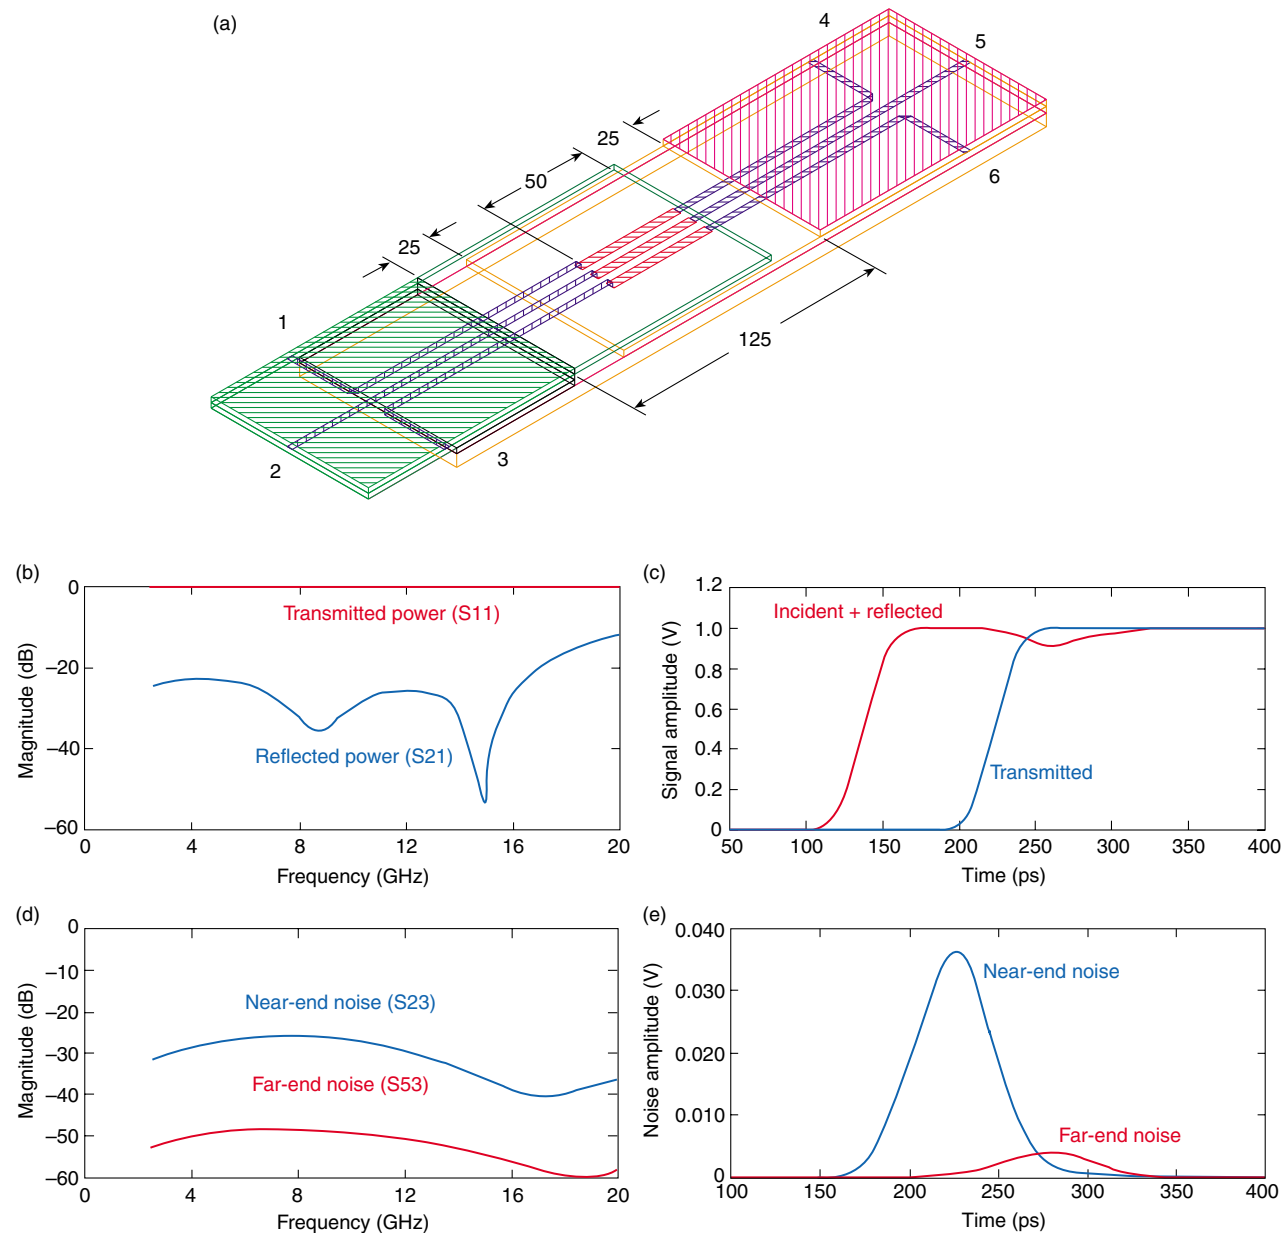 (a)
4
5
25
50
25
6
1
125
2
3
(b)
0
–20
–40
–60
Magnitude (dB)
Transmitted power (S11)
Reflected power (S21)
0
4
8
12
16
20
Frequency (GHz)
(c)
1.2
1.0
0.8
0.6
0.4
0.2
0
Signal amplitude (V)
Incident + reflected
Transmitted
50
100
150
200
250
300
350
400
Time (ps)
(d)
0
–10
–20
–30
–40
–50
–60
Magnitude (dB)
Near-end noise (S23)
Far-end noise (S53)
0
4
8
12
16
20
Frequency (GHz)
(e)
0.040
0.030
0.020
0.010
0
Noise amplitude (V)
Near-end noise
Far-end noise
100
150
200
250
300
350
400
Time (ps)